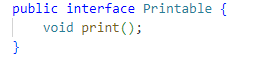 public interface Printable {
    void print();
}